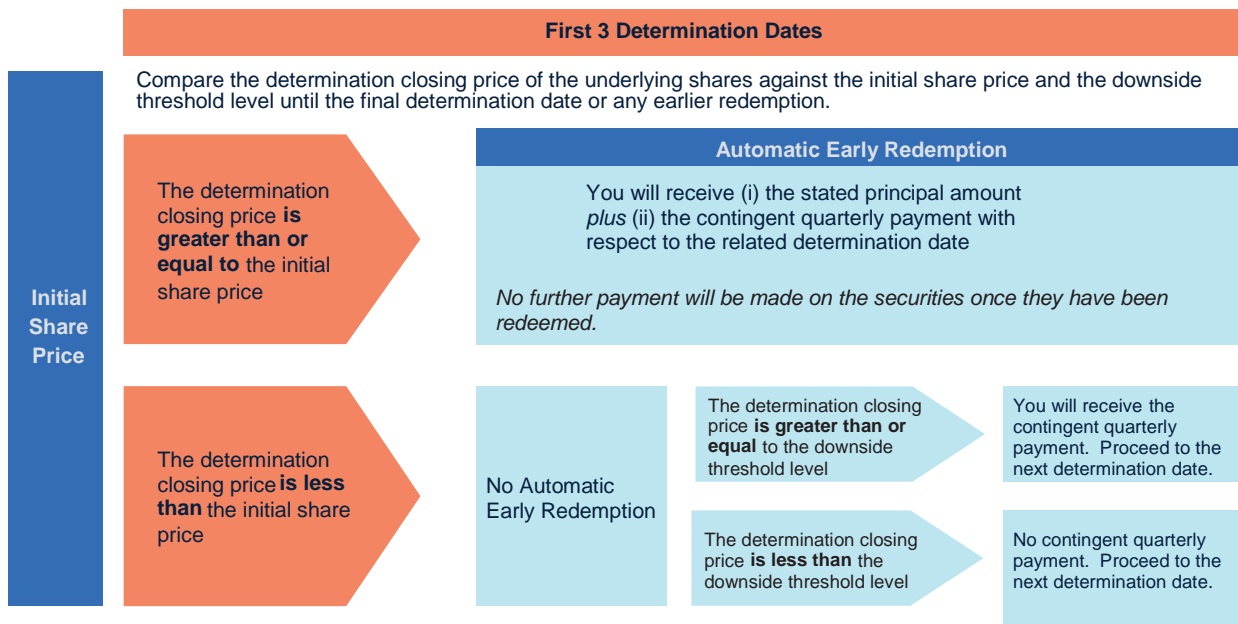 First 3 Determination Dates
Compare the determination closing price of the underlying shares against the initial share price and the downside
threshold level until the final determination date or any earlier redemption.
Initial
Share
Price
The determination
closing price is
greater than or
equal to the initial
share price
Automatic Early Redemption
You will receive (i) the stated principal amount
plus (ii) the contingent quarterly payment with
respect to the related determination date
No further payment will be made on the securities once they have been
redeemed.
The determination
closing price is less
than the initial share
price
No Automatic
Early Redemption
The determination closing
price is greater than or
equal to the downside
threshold level
You will receive the
contingent quarterly
payment. Proceed to the
next determination date.
The determination closing
price is less than the
downside threshold level
No contingent quarterly
payment. Proceed to the
next determination date.